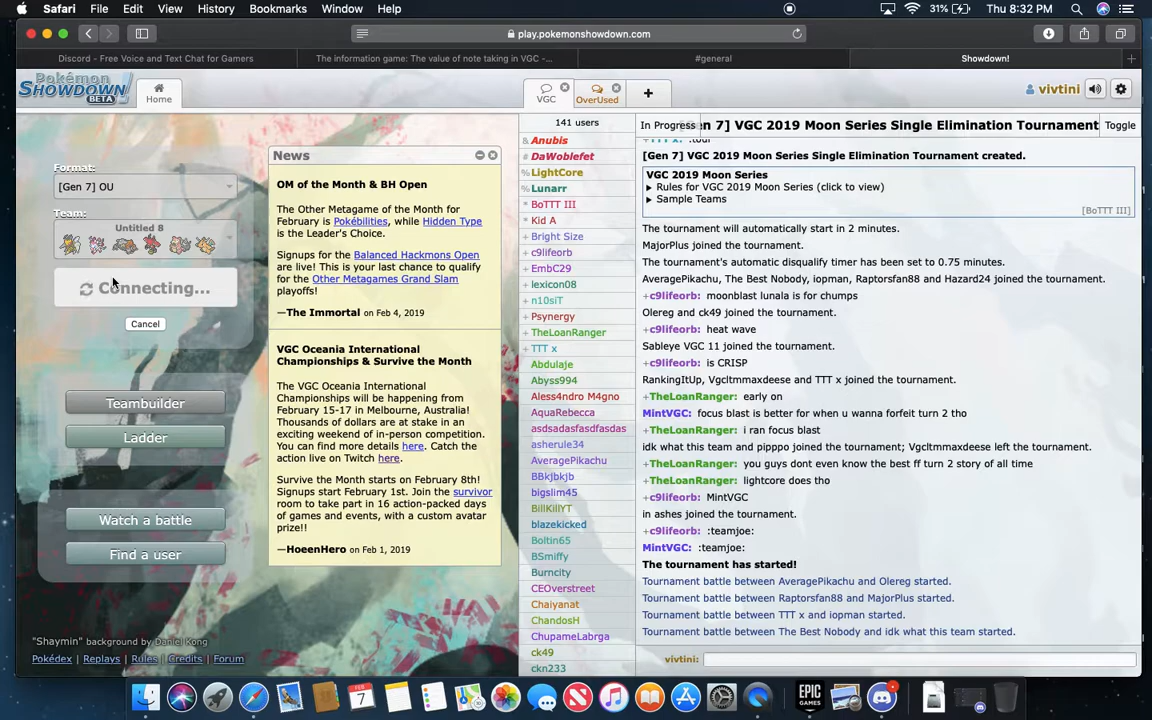 Safari File Edit View History Bookmarks Window Help 31% Thu 8:32 PM
play.pokemonshowdown.com
Discord - Free Voice and Text Chat for Gamers The information game: The value of note taking in VGC -... #general Showdown!
Pokémon
SHOWDOWN!
BETA
Home
VGC
OverUsed
vivtini
Format:
[Gen 7] OU
Team:
Untitled 8
Connecting...
Cancel
Teambuilder
Ladder
Watch a battle
Find a user
"Shaymin" background by Daniel Kong
Pokédex | Replays | Rules | Credits | Forum
News
OM of the Month & BH Open
The Other Metagame of the Month for
February is Pokébilities, while Hidden Type
is the Leader's Choice.
Signups for the Balanced Hackmons Open
are live! This is your last chance to qualify
for the Other Metagames Grand Slam
playoffs!
—The Immortal on Feb 4, 2019
VGC Oceania International
Championships & Survive the Month
The VGC Oceania International
Championships will be happening from
February 15-17 in Melbourne, Australia!
Thousands of dollars are at stake in an
exciting weekend of in-person competition.
You can find more details here. Catch the
action live on Twitch here.
Survive the Month starts on February 8th!
Signups start February 1st. Join the survivor
room to take part in 16 action-packed days
of games and events, with a custom avatar
prize!!
—HoeenHero on Feb 1, 2019
141 users
& Anubis
# DaWoblefet
% LightCore
% Lunarr
* BoTTT III
* Kid A
+ Bright Size
+ c9lifeorb
+ EmbC29
+ lexicon08
+ n10siT
+ Psynergy
+ TheLoanRanger
+ TTT x
Abdulaje
Abyss994
Aless4ndro M4gno
AquaRebecca
asdsadasfasdfasdas
asherule34
AveragePikachu
BBkjbkjb
bigslim45
BillKillYT
blazekicked
Boltin65
BSmiffy
Burncity
CEOverstreet
Chaiyanat
ChandosH
ChupameLabrga
ck49
ckn233
In Progress n 7] VGC 2019 Moon Series Single Elimination Tournament Toggle
[Gen 7] VGC 2019 Moon Series Single Elimination Tournament created.
VGC 2019 Moon Series
Rules for VGC 2019 Moon Series (click to view)
Sample Teams
[BoTTT III]
The tournament will automatically start in 2 minutes.
MajorPlus joined the tournament.
The tournament's automatic disqualify timer has been set to 0.75 minutes.
AveragePikachu, The Best Nobody, iopman, Raptorsfan88 and Hazard24 joined the tournament.
+c9lifeorb: moonblast lunala is for chumps
Olereg and ck49 joined the tournament.
+c9lifeorb: heat wave
Sableye VGC 11 joined the tournament.
+c9lifeorb: is CRISP
RankingItUp, Vgcltmmaxdeese and TTT x joined the tournament.
+TheLoanRanger: early on
MintVGC: focus blast is better for when u wanna forfeit turn 2 tho
+TheLoanRanger: i ran focus blast
idk what this team and pipppo joined the tournament; Vgcltmmaxdeese left the tournament.
+TheLoanRanger: you guys dont even know the best ff turn 2 story of all time
+TheLoanRanger: lightcore does tho
+c9lifeorb: MintVGC
in ashes joined the tournament.
+c9lifeorb: :teamjoe:
MintVGC: :teamjoe:
The tournament has started!
Tournament battle between AveragePikachu and Olereg started.
Tournament battle between Raptorsfan88 and MajorPlus started.
Tournament battle between TTT x and iopman started.
Tournament battle between The Best Nobody and idk what this team started.
vivtini:
FEB
7
EPIC
GAMES